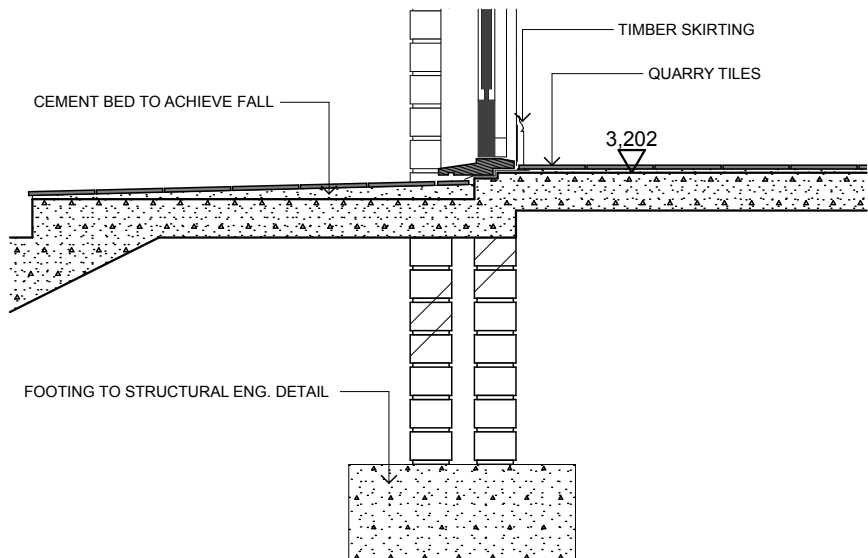 TIMBER SKIRTING
QUARRY TILES
CEMENT BED TO ACHIEVE FALL
3,202
FOOTING TO STRUCTURAL ENG. DETAIL